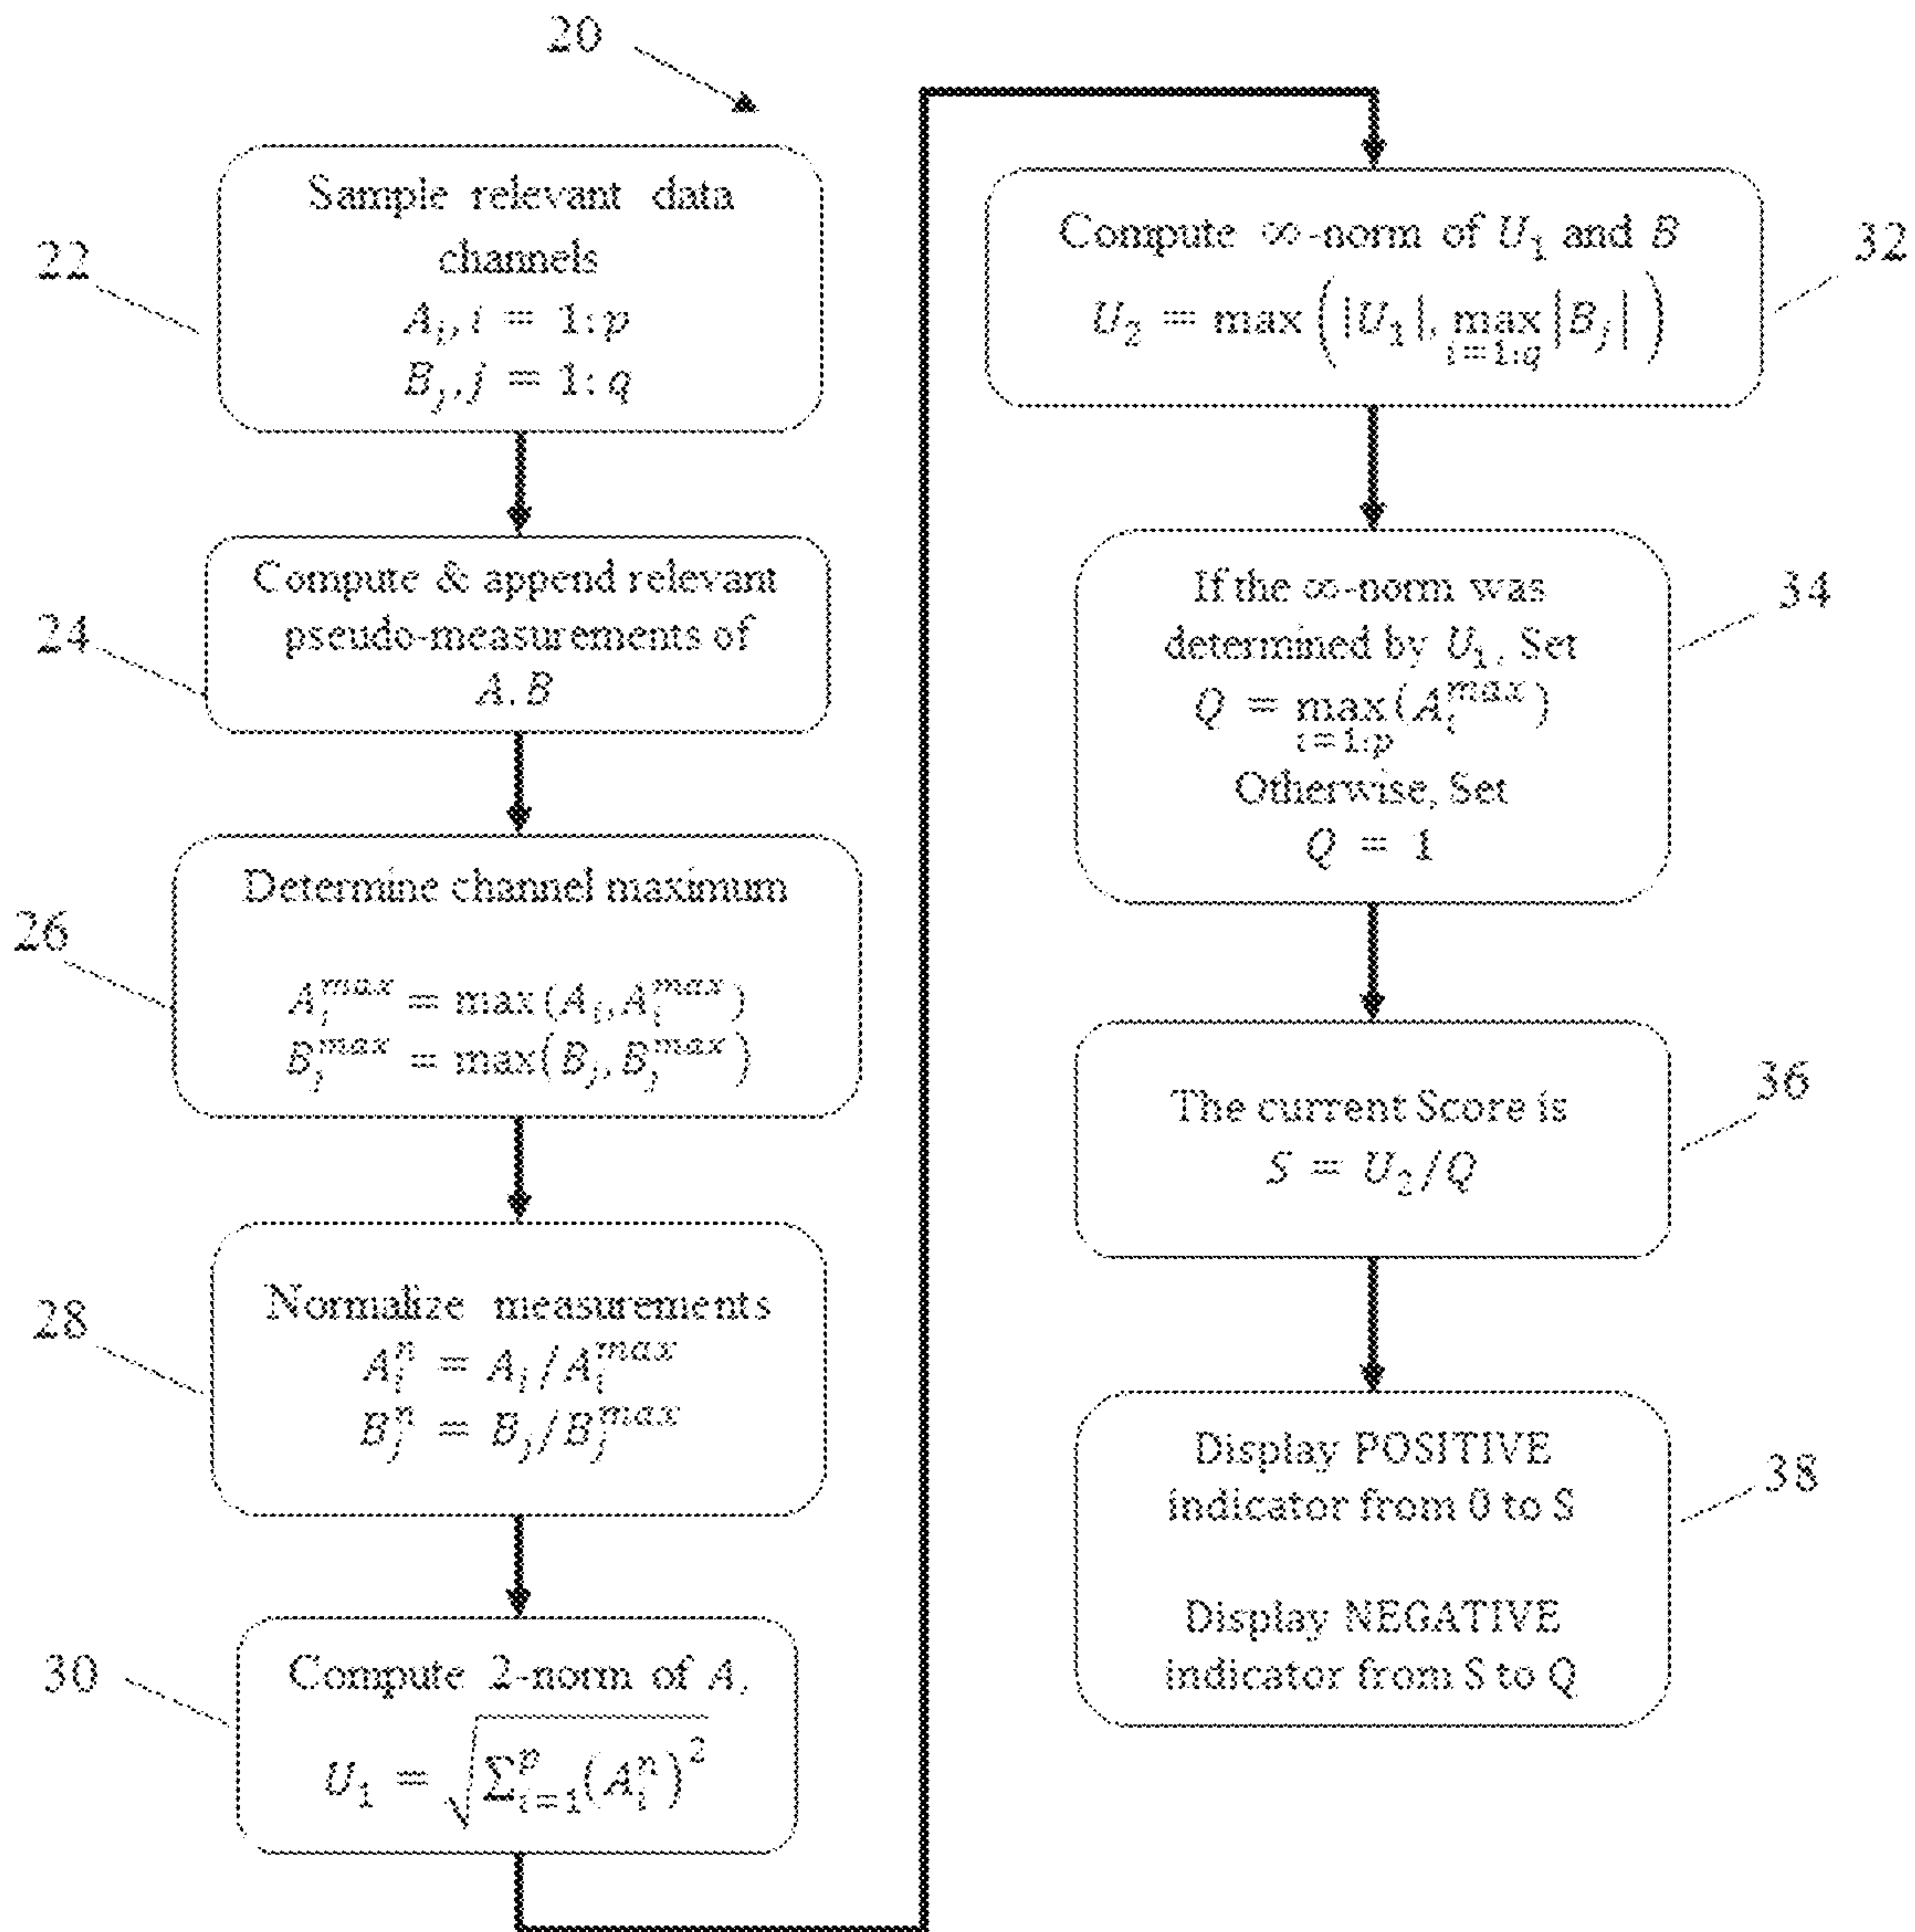 20
22
Sample relevant data
channels
A_i, i = 1: p
B_j, j = 1: q
24
Compute & append relevant
pseudo-measurements of
A. B
26
Determine channel maximum
A_i^{max} = max(A_i, A_i^{max})
B_j^{max} = max(B_j, B_j^{max})
28
Normalize measurements
A_i^n = A_i/A_i^{max}
B_j^n = B_j/B_j^{max}
30
Compute 2-norm of A.
U_1 = √(Σ_{i=1}^p (A_i^n)^2)
32
Compute ∞-norm of U_1 and B
U_2 = max(|U_1|, max_{i=1:q} |B_j|)
34
If the ∞-norm was
determined by U_1, Set
Q = max_{i=1:p} (A_i^{max})
Otherwise, Set
Q = 1
36
The current Score is
S = U_2/Q
38
Display POSITIVE
indicator from 0 to S
Display NEGATIVE
indicator from S to Q